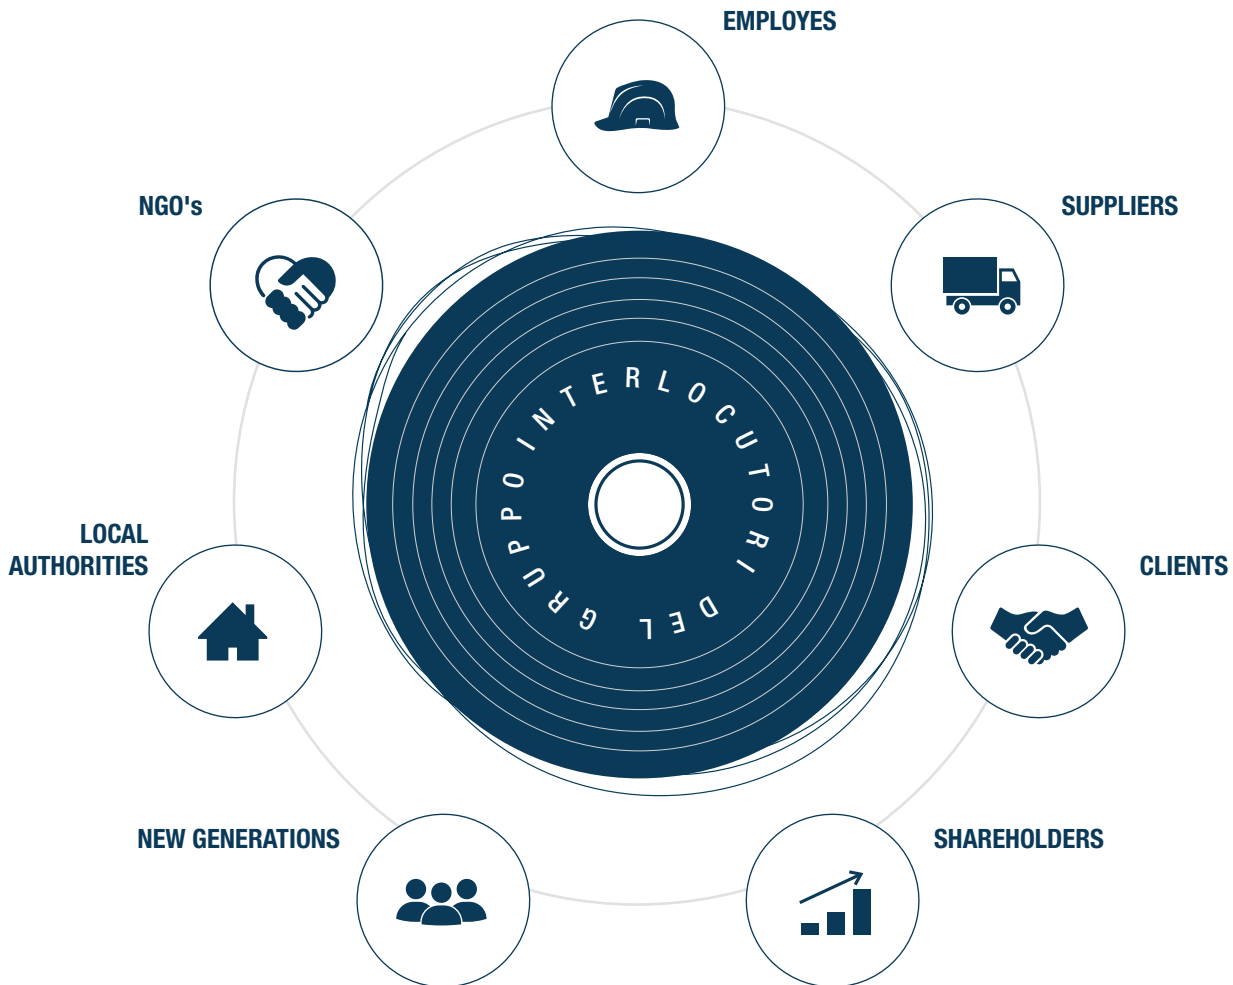 EMPLOYES
NGO's
SUPPLIERS
INTERLOCUTORI DEL GRUPPO
LOCAL
AUTHORITIES
CLIENTS
NEW GENERATIONS
SHAREHOLDERS